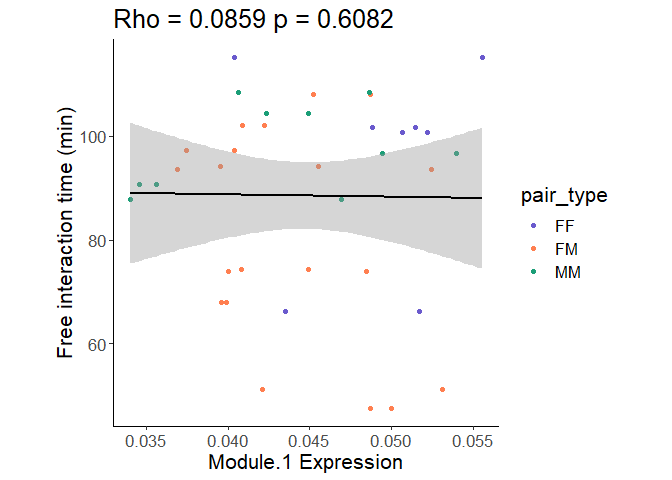 Rho = 0.0859 p = 0.6082
Free interaction time (min)
100
80
60
0.035 0.040 0.045 0.050 0.055
Module.1 Expression
pair_type
FF
FM
MM